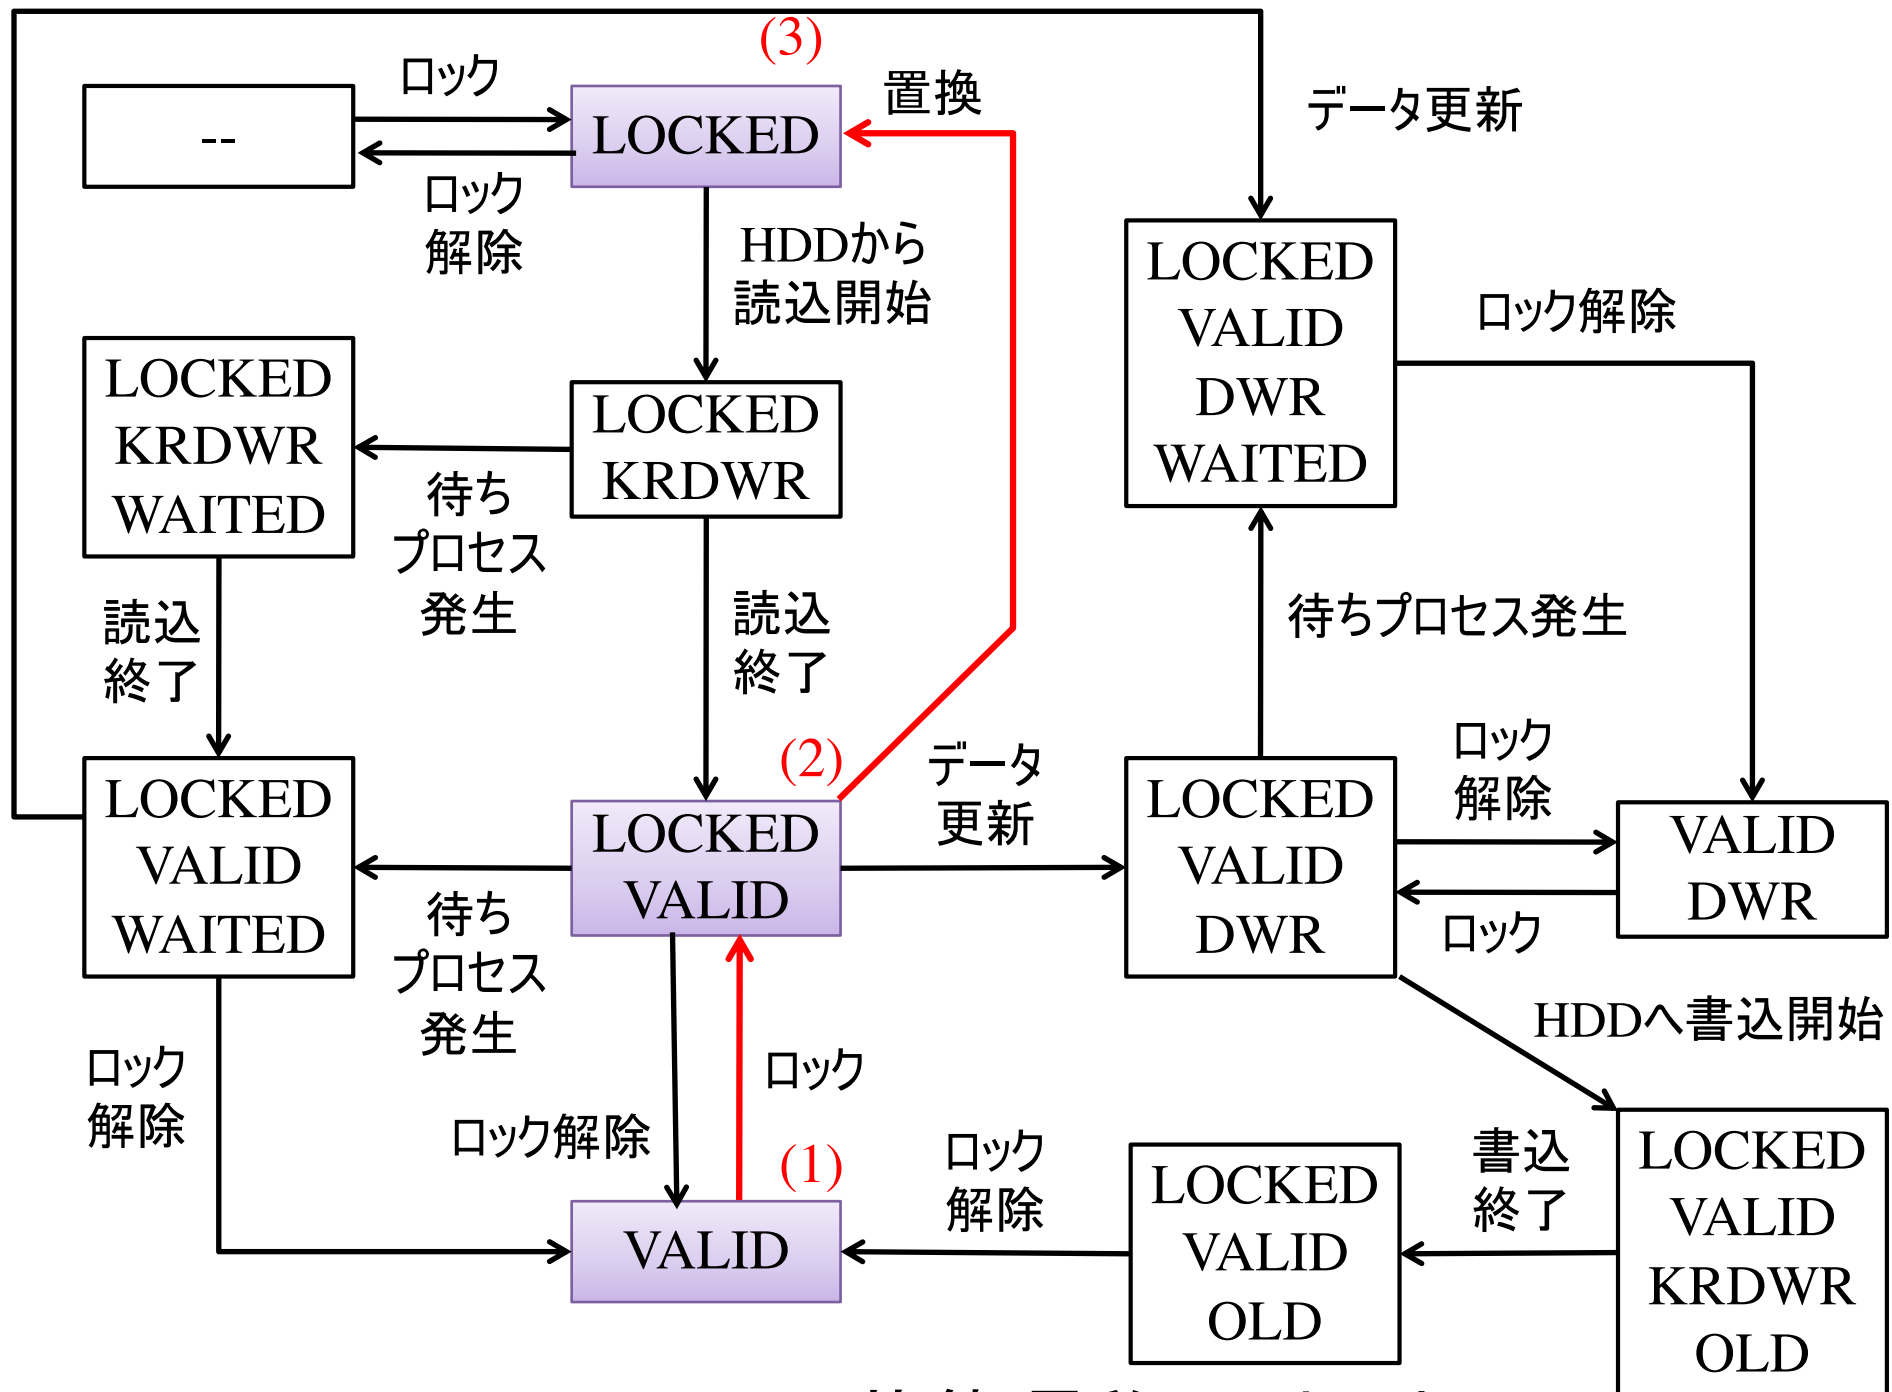 (3)
ロック
--
LOCKED
置換
データ更新
ロック
解除
HDDから
読込開始
LOCKED
VALID
DWR
WAITED
ロック解除
LOCKED
KRDWR
WAITED
待ち
プロセス
発生
LOCKED
KRDWR
読込
終了
読込
終了
待ちプロセス発生
(2)
データ
更新
ロック
解除
LOCKED
VALID
WAITED
LOCKED
VALID
LOCKED
VALID
DWR
VALID
DWR
ロック
待ち
プロセス
発生
HDDへ書込開始
ロック
解除
ロック解除
ロック
(1)
VALID
ロック
解除
LOCKED
VALID
OLD
書込
終了
LOCKED
VALID
KRDWR
OLD